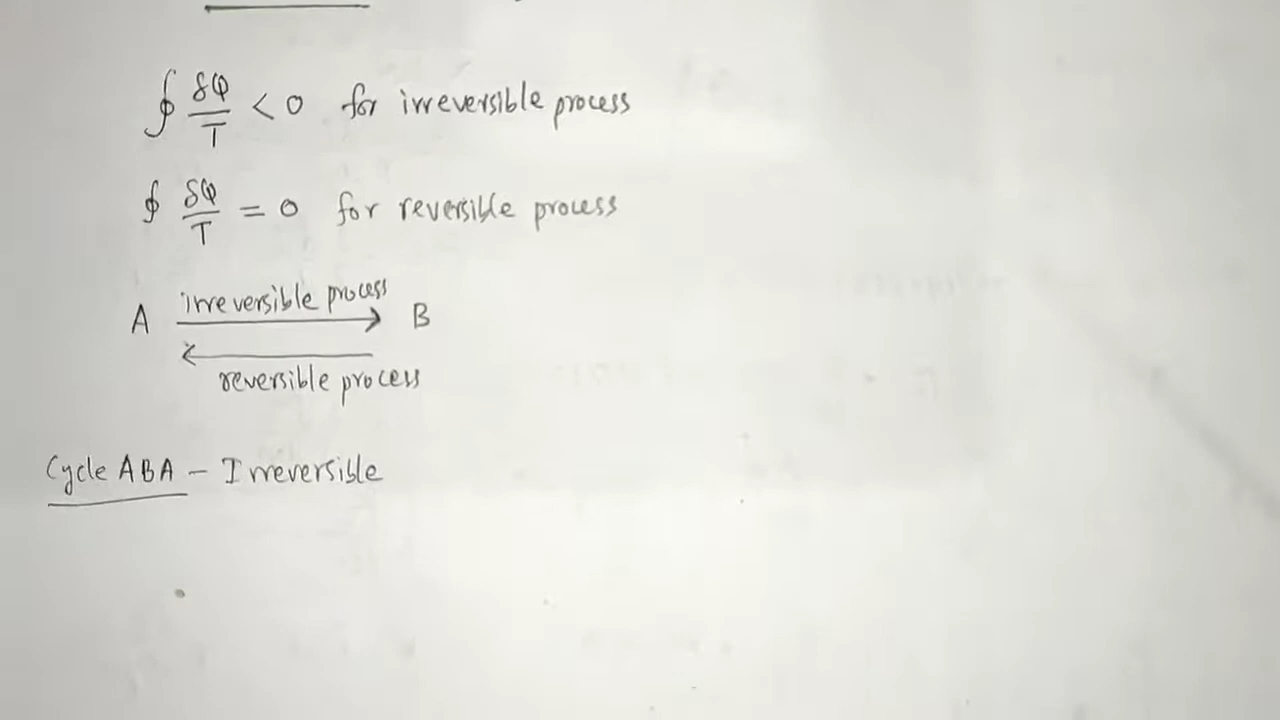 ∮ δQ/T < 0 for irreversible process
∮ δQ/T = 0 for reversible process
A irreversible process → B
← reversible process
Cycle ABA – Irreversible